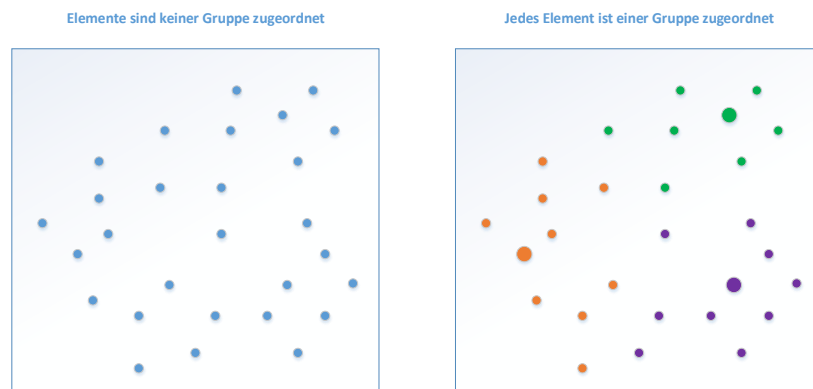 Elemente sind keiner Gruppe zugeordnet
Jedes Element ist einer Gruppe zugeordnet